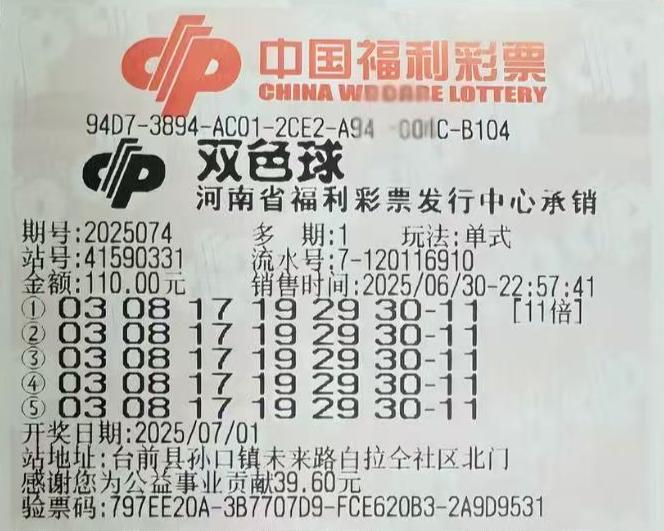 中国福利彩票
CHINA LOTTERY
94D7-3894-AC01-2CE2-A94 C-B104
双色球
河南省福利彩票发行中心承销
期号:2025074 多 期:1 玩法:单式
站号:41590331 流水号:7-120116910
金额:110.00元 销售时间:2025/06/30-22:57:41
① 03 08 17 19 29 30-11 [11倍]
② 03 08 17 19 29 30-11
③ 03 08 17 19 29 30-11
④ 03 08 17 19 29 30-11
⑤ 03 08 17 19 29 30-11
开奖日期:2025/07/01
站地址:台前县孙口镇未来路白拉仝社区北门
感谢您为公益事业贡献39.60元
验票码:797EE20A-3B7707D9-FCE620B3-2A9D9531